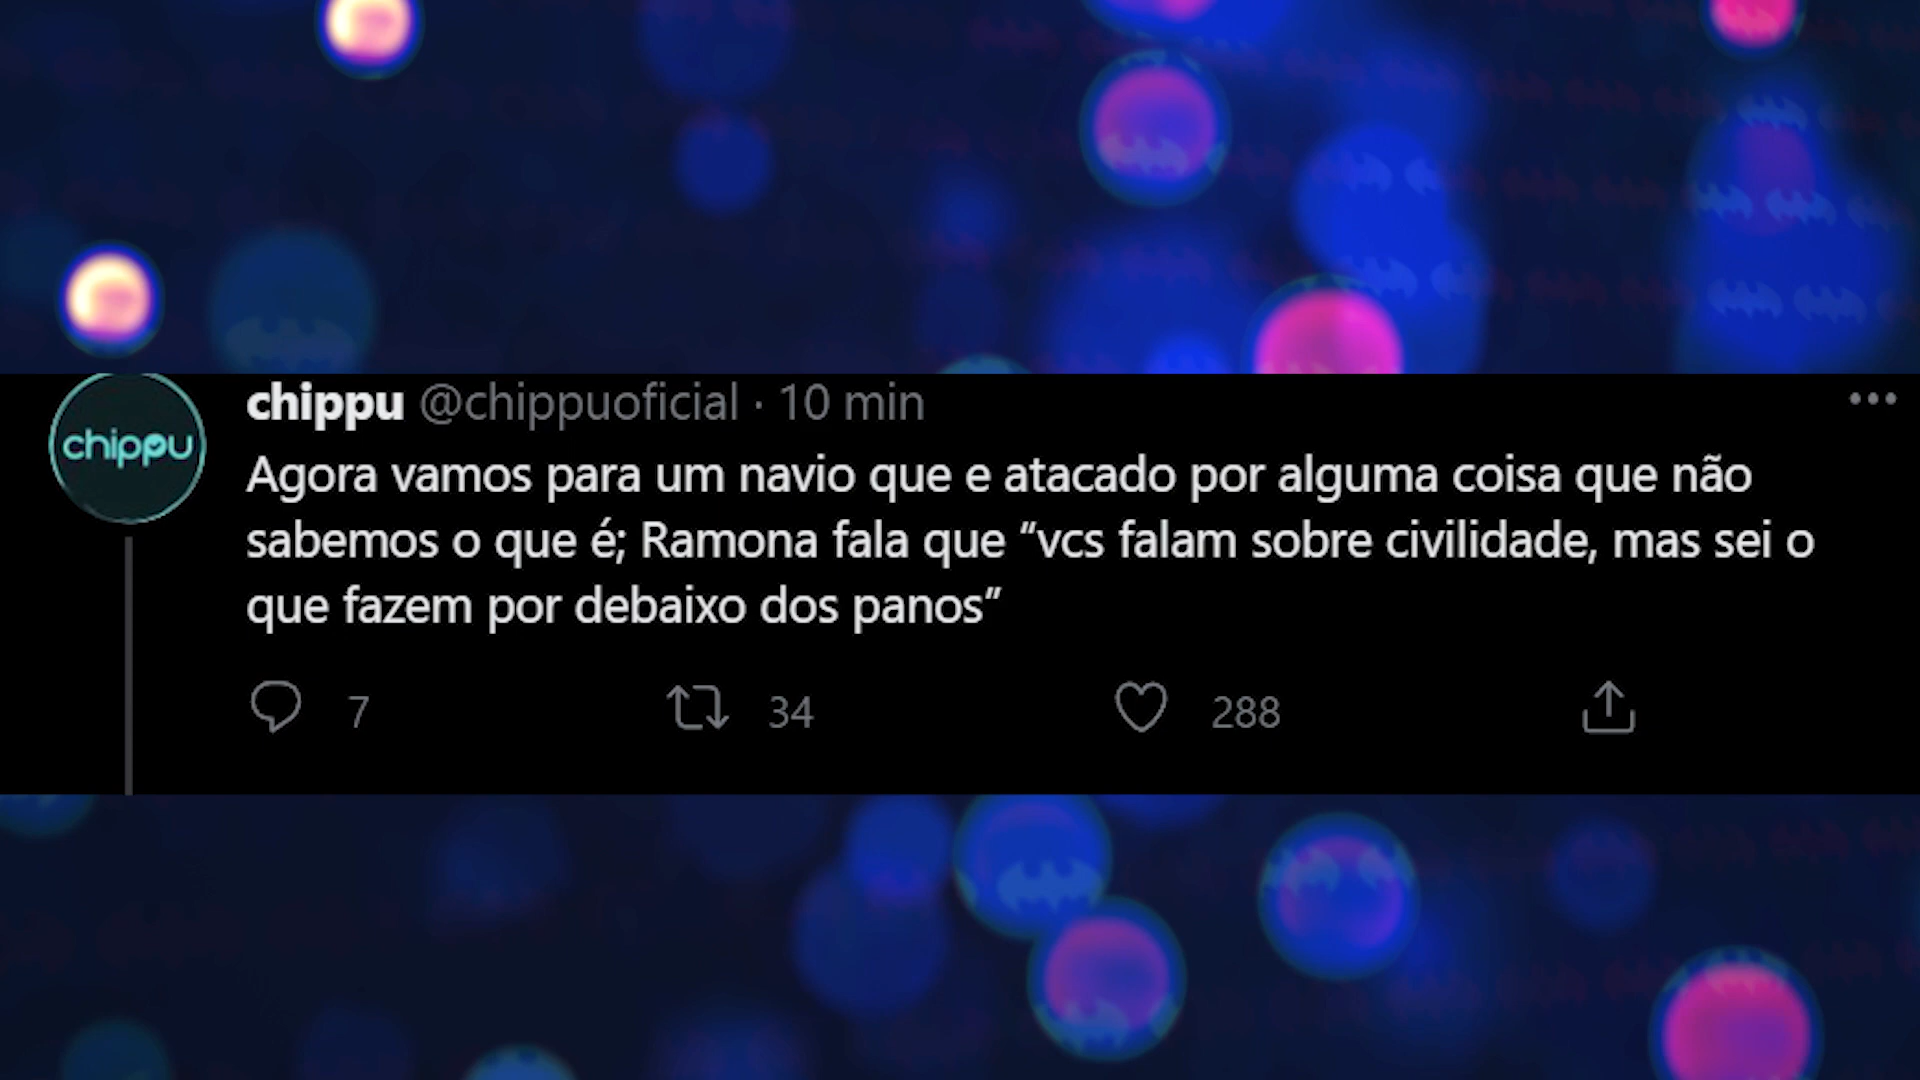 chippu @chippuoficial · 10 min
chippu
Agora vamos para um navio que e atacado por alguma coisa que não
sabemos o que é; Ramona fala que “vcs falam sobre civilidade, mas sei o
que fazem por debaixo dos panos”
7 34 288